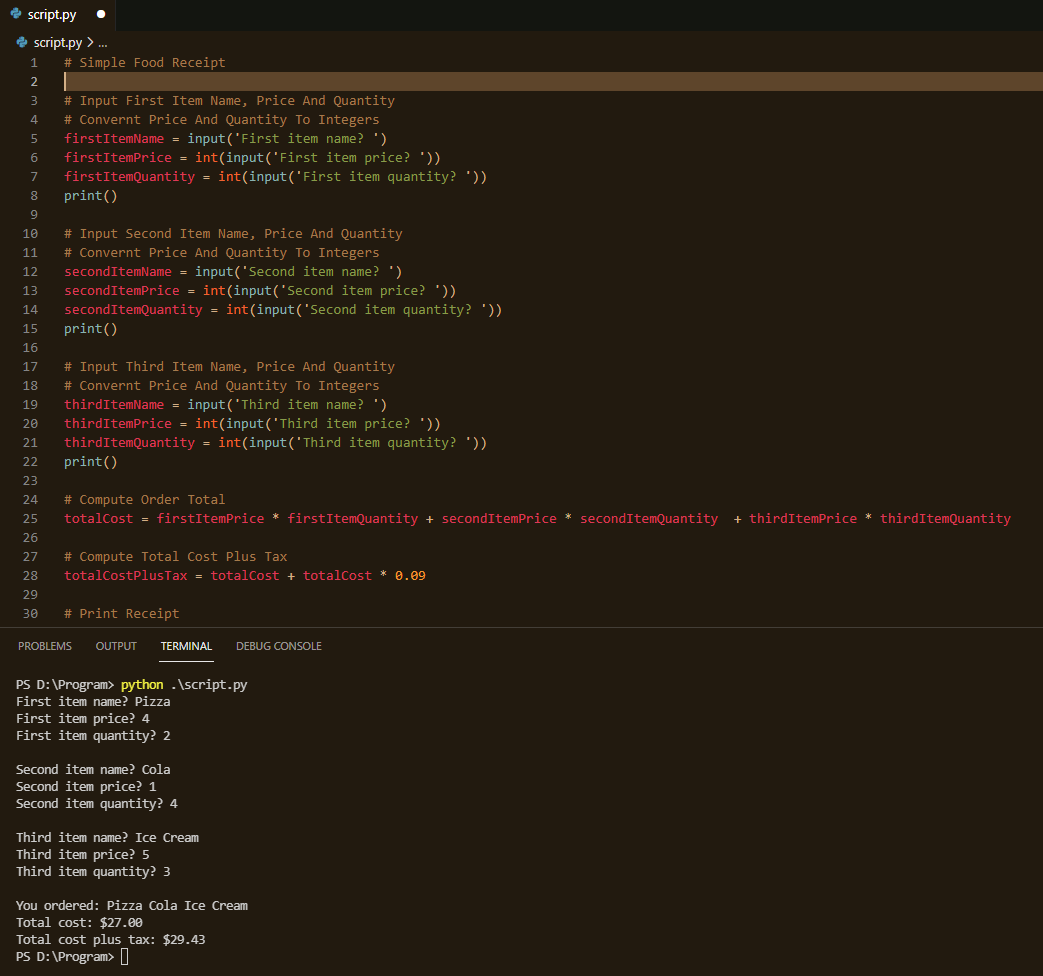 script.py
script.py > ...
1 # Simple Food Receipt
2
3 # Input First Item Name, Price And Quantity
4 # Convernt Price And Quantity To Integers
5 firstItemName = input('First item name? ')
6 firstItemPrice = int(input('First item price? '))
7 firstItemQuantity = int(input('First item quantity? '))
8 print()
9
10 # Input Second Item Name, Price And Quantity
11 # Convernt Price And Quantity To Integers
12 secondItemName = input('Second item name? ')
13 secondItemPrice = int(input('Second item price? '))
14 secondItemQuantity = int(input('Second item quantity? '))
15 print()
16
17 # Input Third Item Name, Price And Quantity
18 # Convernt Price And Quantity To Integers
19 thirdItemName = input('Third item name? ')
20 thirdItemPrice = int(input('Third item price? '))
21 thirdItemQuantity = int(input('Third item quantity? '))
22 print()
23
24 # Compute Order Total
25 totalCost = firstItemPrice * firstItemQuantity + secondItemPrice * secondItemQuantity  + thirdItemPrice * thirdItemQuantity
26
27 # Compute Total Cost Plus Tax
28 totalCostPlusTax = totalCost + totalCost * 0.09
29
30 # Print Receipt
PROBLEMS OUTPUT TERMINAL DEBUG CONSOLE
PS D:\Program> python .\script.py
First item name? Pizza
First item price? 4
First item quantity? 2
Second item name? Cola
Second item price? 1
Second item quantity? 4
Third item name? Ice Cream
Third item price? 5
Third item quantity? 3
You ordered: Pizza Cola Ice Cream
Total cost: $27.00
Total cost plus tax: $29.43
PS D:\Program>